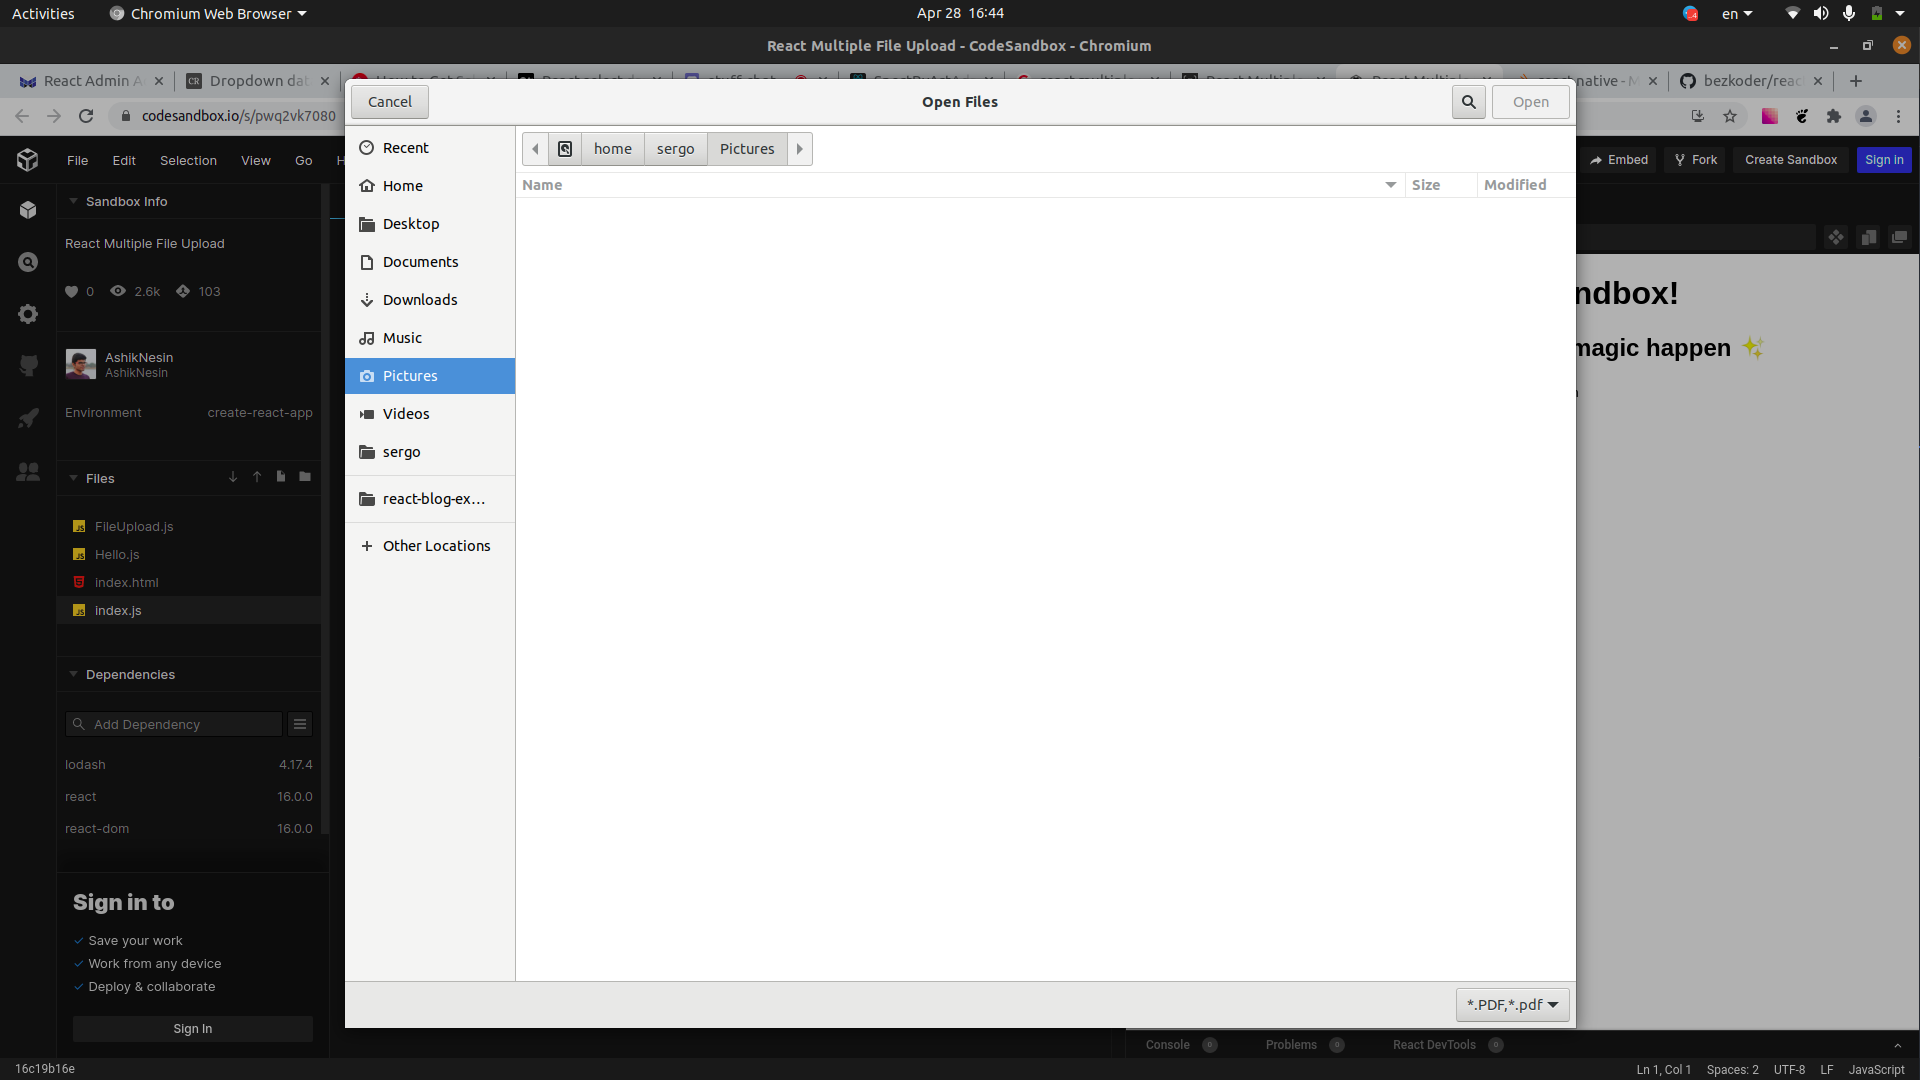 Activities
Chromium Web Browser
Apr 28 16:44
en
React Multiple File Upload - CodeSandbox - Chromium
React Admin A
Dropdown dat
native - M
bezkoder/reac
codesandbox.io/s/pwq2vk7080
File
Edit
Selection
View
Go
H
Embed
Fork
Create Sandbox
Sign in
Sandbox Info
React Multiple File Upload
0
2.6k
103
AshikNesin
AshikNesin
Environment
create-react-app
Files
FileUpload.js
Hello.js
index.html
index.js
Dependencies
Add Dependency
lodash
4.17.4
react
16.0.0
react-dom
16.0.0
Sign in to
Save your work
Work from any device
Deploy & collaborate
Sign In
16c19b16e
Cancel
Open Files
Open
Recent
Home
Desktop
Documents
Downloads
Music
Pictures
Videos
sergo
react-blog-ex…
Other Locations
home
sergo
Pictures
Name
Size
Modified
*.PDF,*.pdf
ndbox!
magic happen
Console
0
Problems
0
React DevTools
0
Ln 1, Col 1
Spaces: 2
UTF-8
LF
JavaScript